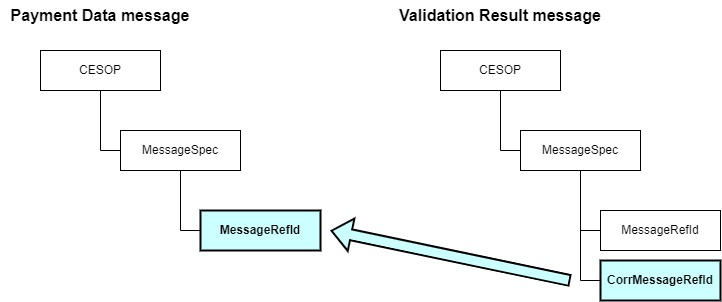 Payment Data message
CESOP
MessageSpec
MessageRefId
Validation Result message
CESOP
MessageSpec
MessageRefId
CorrMessageRefId